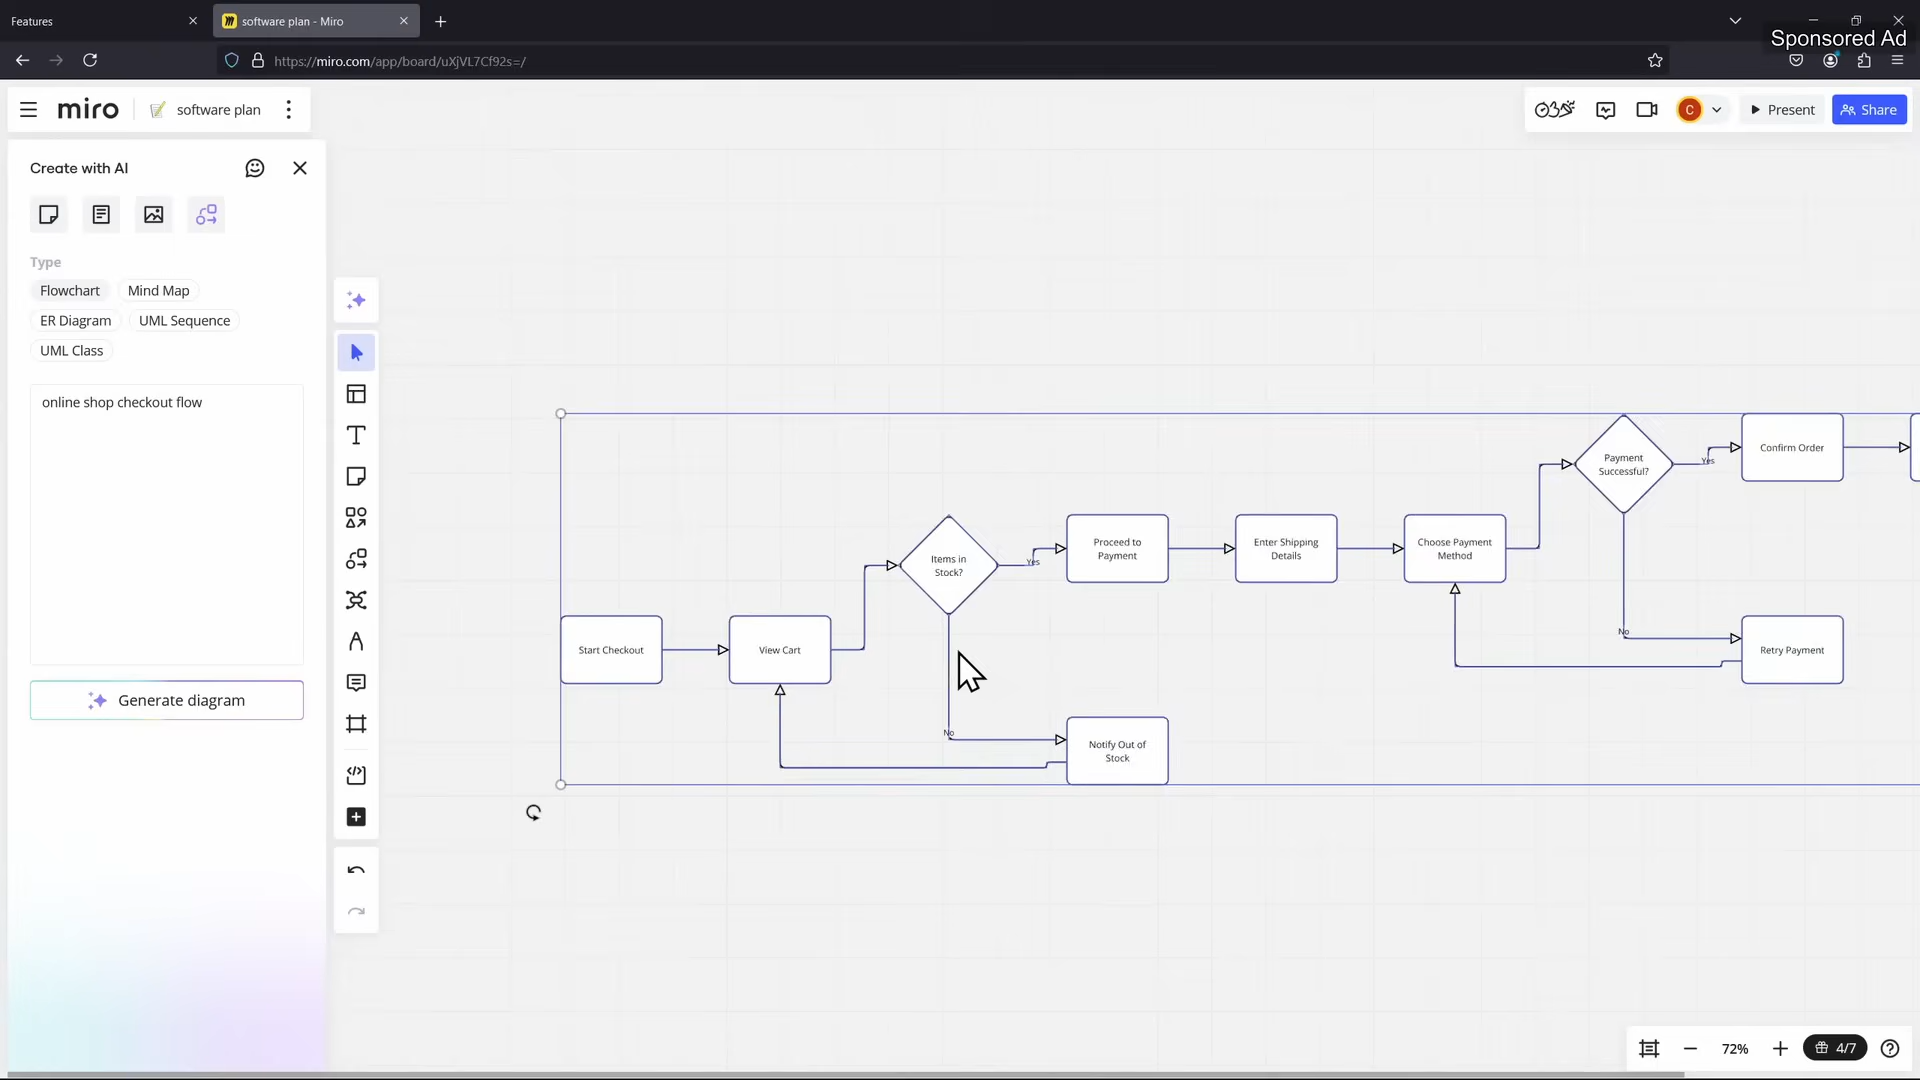 Features
software plan - Miro
Sponsored Ad
https://miro.com/app/board/uXjVL7Cf92s=/
miro
software plan
C
Present
Share
Create with AI
Type
Flowchart
Mind Map
ER Diagram
UML Sequence
UML Class
online shop checkout flow
Generate diagram
Payment
Successful?
Yes
Confirm Order
Items in
Stock?
Yes
Proceed to
Payment
Enter Shipping
Details
Choose Payment
Method
No
Start Checkout
View Cart
Retry Payment
No
Notify Out of
Stock
72%
4/7